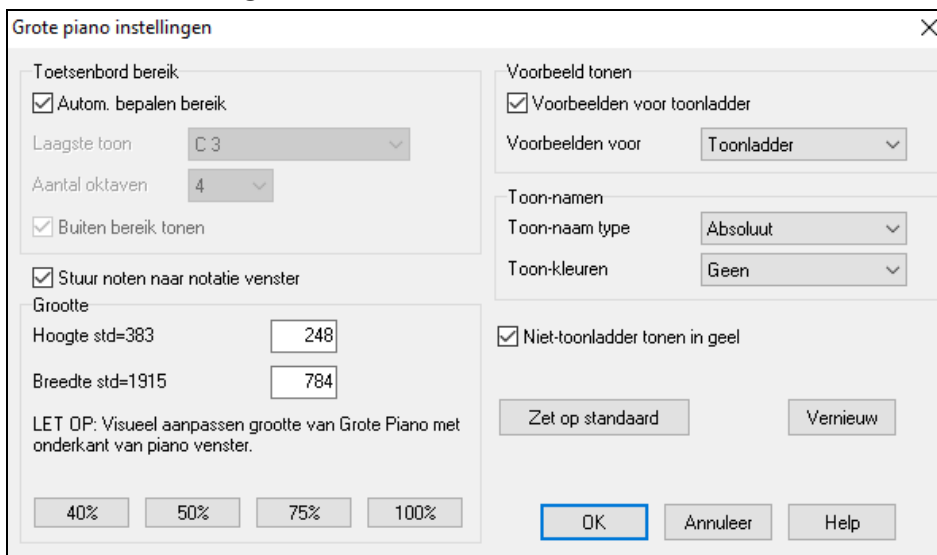 Grote piano instellingen
Toetsenbord bereik
Autom. bepalen bereik
Laagste toon C 3
Aantal oktaven 4
Buiten bereik tonen
Stuur noten naar notatie venster
Grootte
Hoogte std=383 248
Breedte std=1915 784
LET OP: Visueel aanpassen grootte van Grote Piano met
onderkant van piano venster.
40% 50% 75% 100%
Voorbeeld tonen
Voorbeelden voor toonladder
Voorbeelden voor Toonladder
Toon-namen
Toon-naam type Absoluut
Toon-kleuren Geen
Niet-toonladder tonen in geel
Zet op standaard Vernieuw
OK Annuleer Help